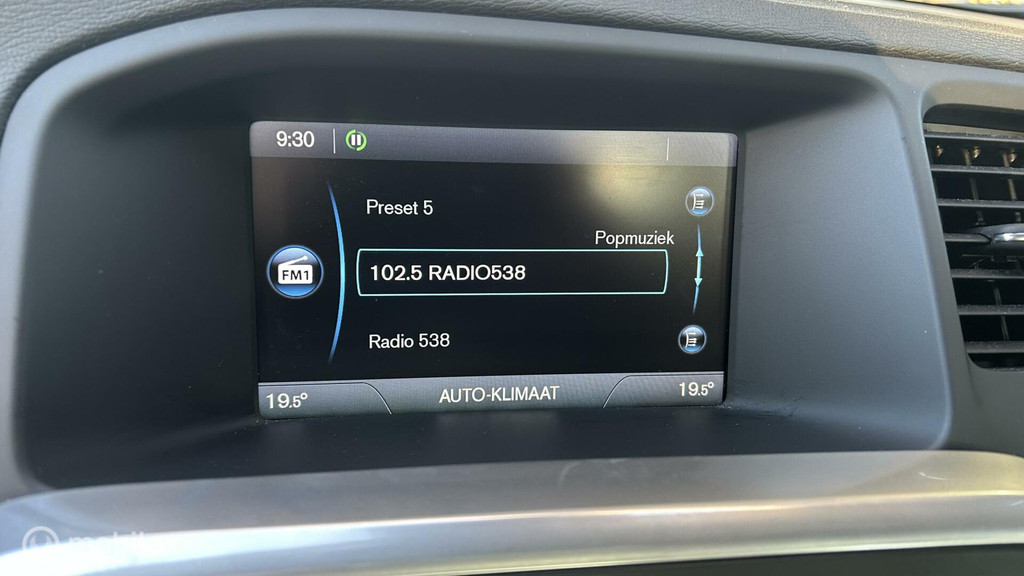 9:30
Preset 5
Popmuziek
FM1
102.5 RADIO538
Radio 538
19.5° AUTO-KLIMAAT 19.5°